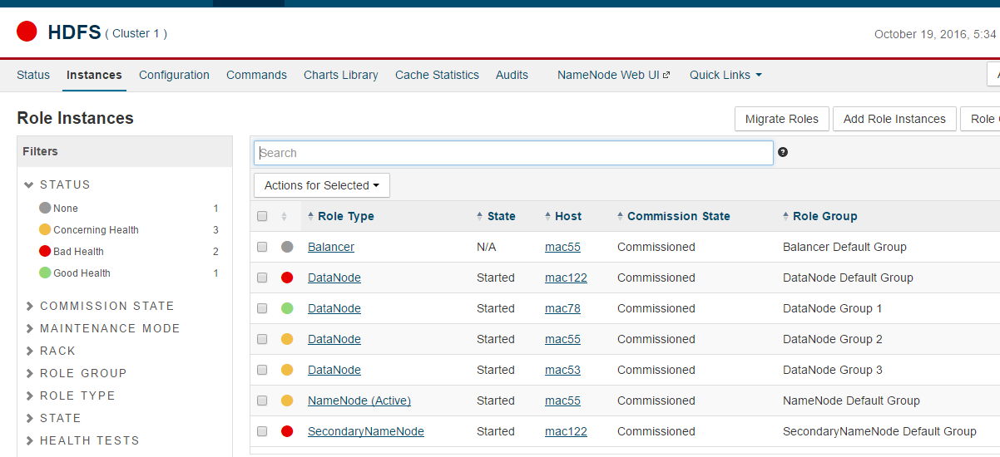 HDFS ( Cluster 1 )
October 19, 2016, 5:34
Status Instances Configuration Commands Charts Library Cache Statistics Audits NameNode Web UI Quick Links
Role Instances
Migrate Roles Add Role Instances Role
Filters
Search
STATUS
Actions for Selected
None 1
Concerning Health 3
Bad Health 2
Good Health 1
COMMISSION STATE
MAINTENANCE MODE
RACK
ROLE GROUP
ROLE TYPE
STATE
HEALTH TESTS
Role Type State Host Commission State Role Group
Balancer N/A mac55 Commissioned Balancer Default Group
DataNode Started mac122 Commissioned DataNode Default Group
DataNode Started mac78 Commissioned DataNode Group 1
DataNode Started mac55 Commissioned DataNode Group 2
DataNode Started mac53 Commissioned DataNode Group 3
NameNode (Active) Started mac55 Commissioned NameNode Default Group
SecondaryNameNode Started mac122 Commissioned SecondaryNameNode Default Group